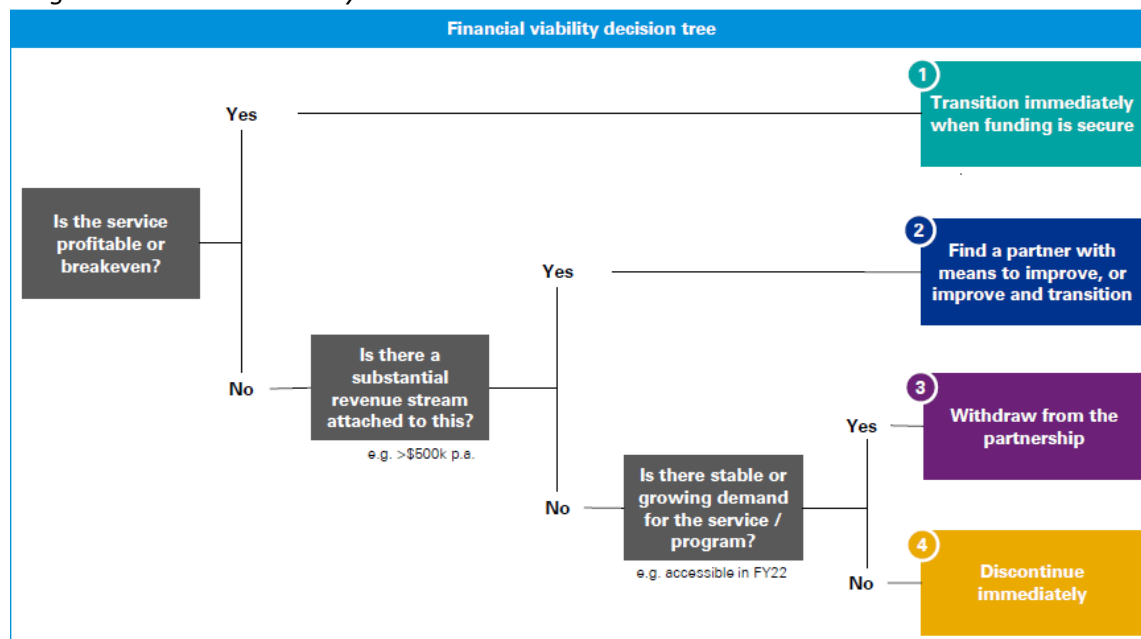 Financial viability decision tree
1
Transition immediately
when funding is secure
Yes
Is the service
profitable or
breakeven?
2
Find a partner with
means to improve, or
improve and transition
Yes
No
Is there a
substantial
revenue stream
attached to this?
e.g. >$500k p.a.
3
Withdraw from the
partnership
Yes
Is there stable or
growing demand
for the service /
program?
e.g. accessible in FY22
No
4
Discontinue
immediately
No